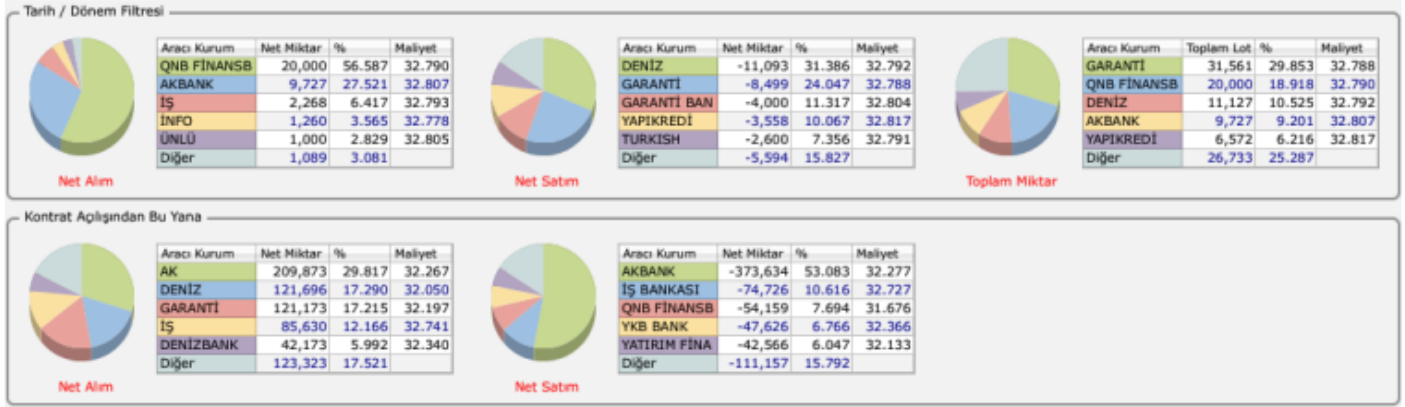 Tarih / Dönem Filtresi
Aracı Kurum Net Miktar % Maliyet
QNB FİNANSB 20,000 56.587 32.790
AKBANK 9,727 27.521 32.807
İŞ 2,268 6.417 32.793
İNFO 1,260 3.565 32.778
ÜNLÜ 1,000 2.829 32.805
Diğer 1,089 3.081
Net Alım
Aracı Kurum Net Miktar % Maliyet
DENİZ -11,093 31.386 32.792
GARANTİ -8,499 24.047 32.788
GARANTİ BAN -4,000 11.317 32.804
YAPIKREDİ -3,558 10.067 32.817
TURKISH -2,600 7.356 32.791
Diğer -5,594 15.827
Net Satım
Aracı Kurum Toplam Lot % Maliyet
GARANTİ 31,561 29.853 32.788
QNB FİNANSB 20,000 18.918 32.790
DENİZ 11,127 10.525 32.792
AKBANK 9,727 9.201 32.807
YAPIKREDİ 6,572 6.216 32.817
Diğer 26,733 25.287
Toplam Miktar
Kontrat Açılışından Bu Yana
Aracı Kurum Net Miktar % Maliyet
AK 209,873 29.817 32.267
DENİZ 121,696 17.290 32.050
GARANTİ 121,173 17.215 32.197
İŞ 85,630 12.166 32.741
DENİZBANK 42,173 5.992 32.340
Diğer 123,323 17.521
Net Alım
Aracı Kurum Net Miktar % Maliyet
AKBANK -373,634 53.083 32.277
İŞ BANKASI -74,726 10.616 32.727
QNB FİNANSB -54,159 7.694 31.676
YKB BANK -47,626 6.766 32.366
YATIRIM FİNA -42,566 6.047 32.133
Diğer -111,157 15.792
Net Satım